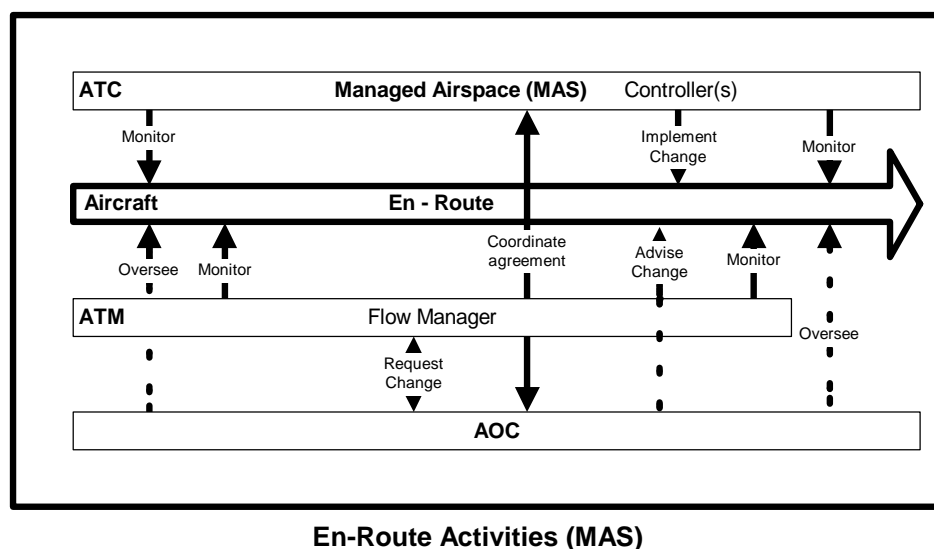 ATC Managed Airspace (MAS) Controller(s)
Monitor
Implement
Change
Monitor
Aircraft En - Route
Oversee
Monitor
Coordinate
agreement
Advise
Change
Monitor
ATM Flow Manager
Oversee
Request
Change
AOC
En-Route Activities (MAS)